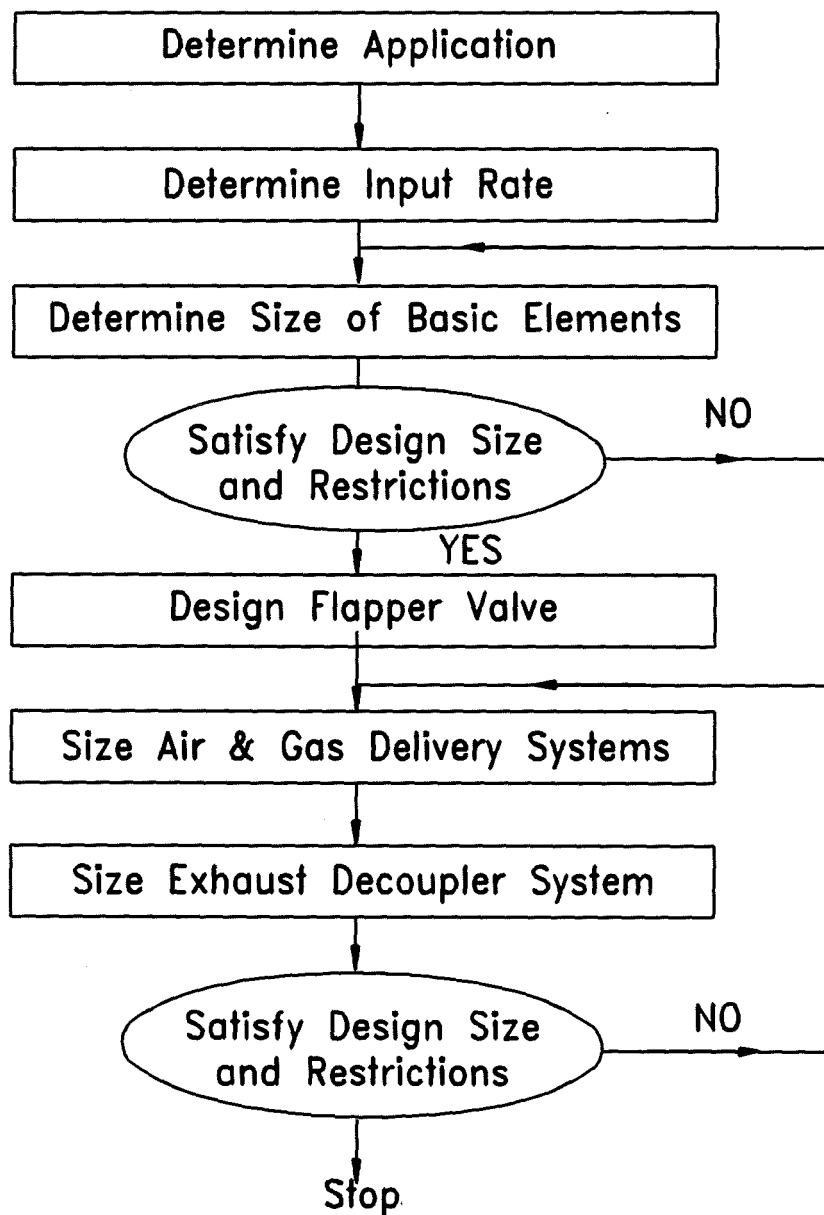 Determine Application
Determine Input Rate
Determine Size of Basic Elements
Satisfy Design Size
and Restrictions
NO
YES
Design Flapper Valve
Size Air & Gas Delivery Systems
Size Exhaust Decoupler System
Satisfy Design Size
and Restrictions
NO
Stop